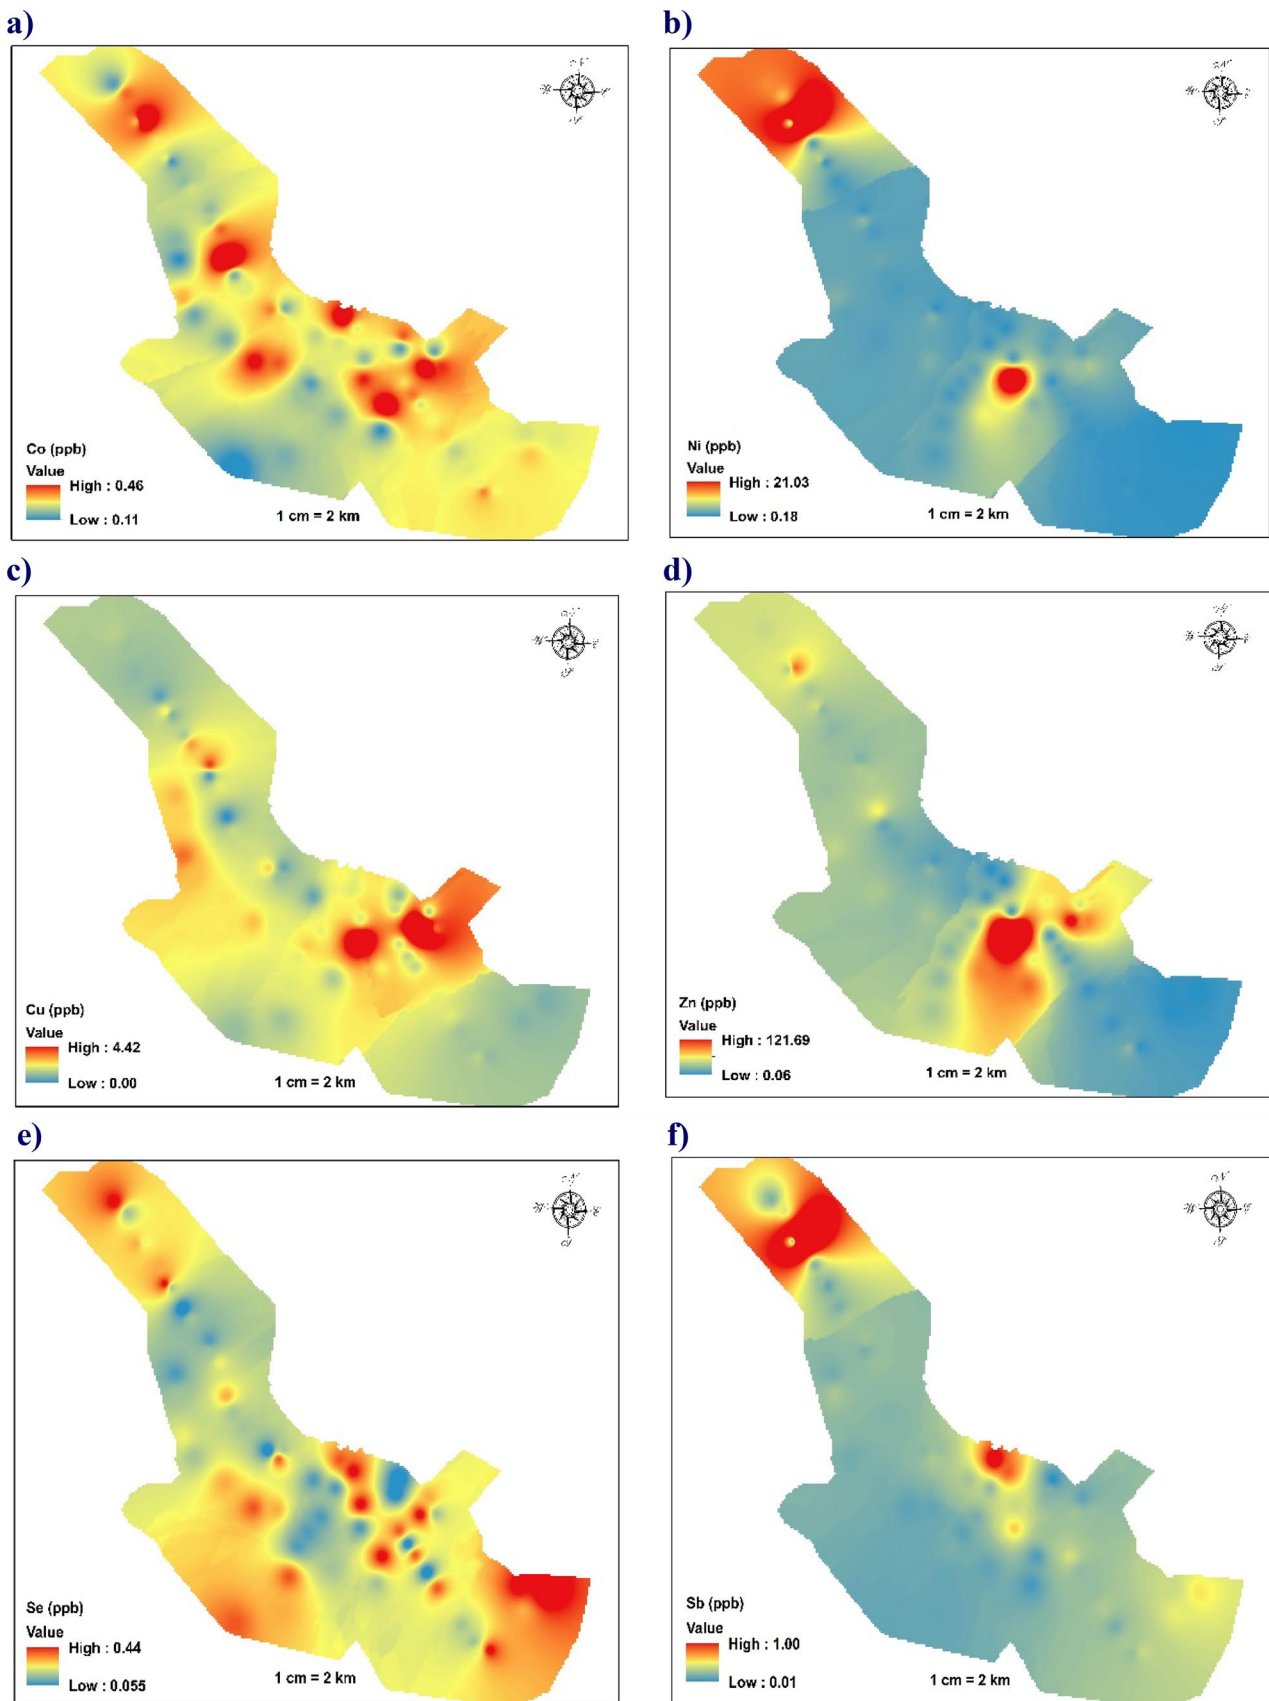 a)
Co (ppb)
Value
High : 0.46
Low : 0.11
1 cm = 2 km
b)
Ni (ppb)
Value
High : 21.03
Low : 0.18
1 cm = 2 km
c)
Cu (ppb)
Value
High : 4.42
Low : 0.00
1 cm = 2 km
d)
Zn (ppb)
Value
High : 121.69
Low : 0.06
1 cm = 2 km
e)
Se (ppb)
Value
High : 0.44
Low : 0.055
1 cm = 2 km
f)
Sb (ppb)
Value
High : 1.00
Low : 0.01
1 cm = 2 km